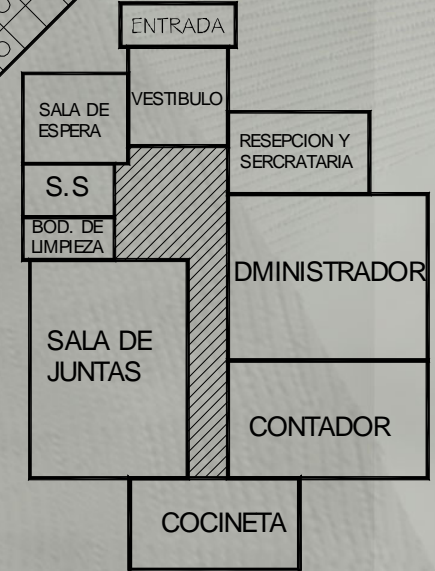 ENTRADA
VESTIBULO
SALA DE
ESPERA
RESEPCION Y
SERCRATARIA
S.S
BOD. DE
LIMPIEZA
DMINISTRADOR
SALA DE
JUNTAS
CONTADOR
COCINETA